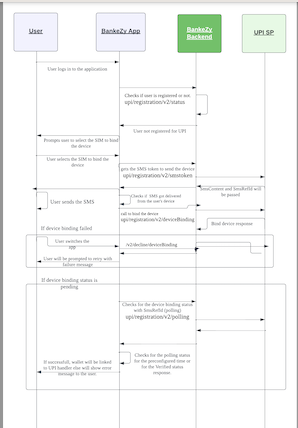 User
BankeZy App
BankeZy
Backend
UPI SP
User logs in to the application
Checks if user is registered or not.
upi/registration/v2/status
User not registered for UPI
Prompts user to select the SIM to bind
the device
User selects the SIM to bind the
device
gets the SMS token to send the device
upi/registration/v2/smstoken
SmsContent and SmsRefId will be
passed
User sends the SMS
Checks if SMS got delivered
from the user's device
call to bind the device
upi/registration/v2/deviceBinding
Bind device response
If device binding failed
User switches the
app
/v2/decline/deviceBinding
User will be prompted to retry with
failure message
If device binding status is
pending
Checks for the device binding status
with SmsRefId (polling)
upi/registration/v2/polling
Checks for the polling status
for the preconfigured time or
for the Verified status
response
If successful, wallet will be linked
to UPI handler else will show error
message to the user.